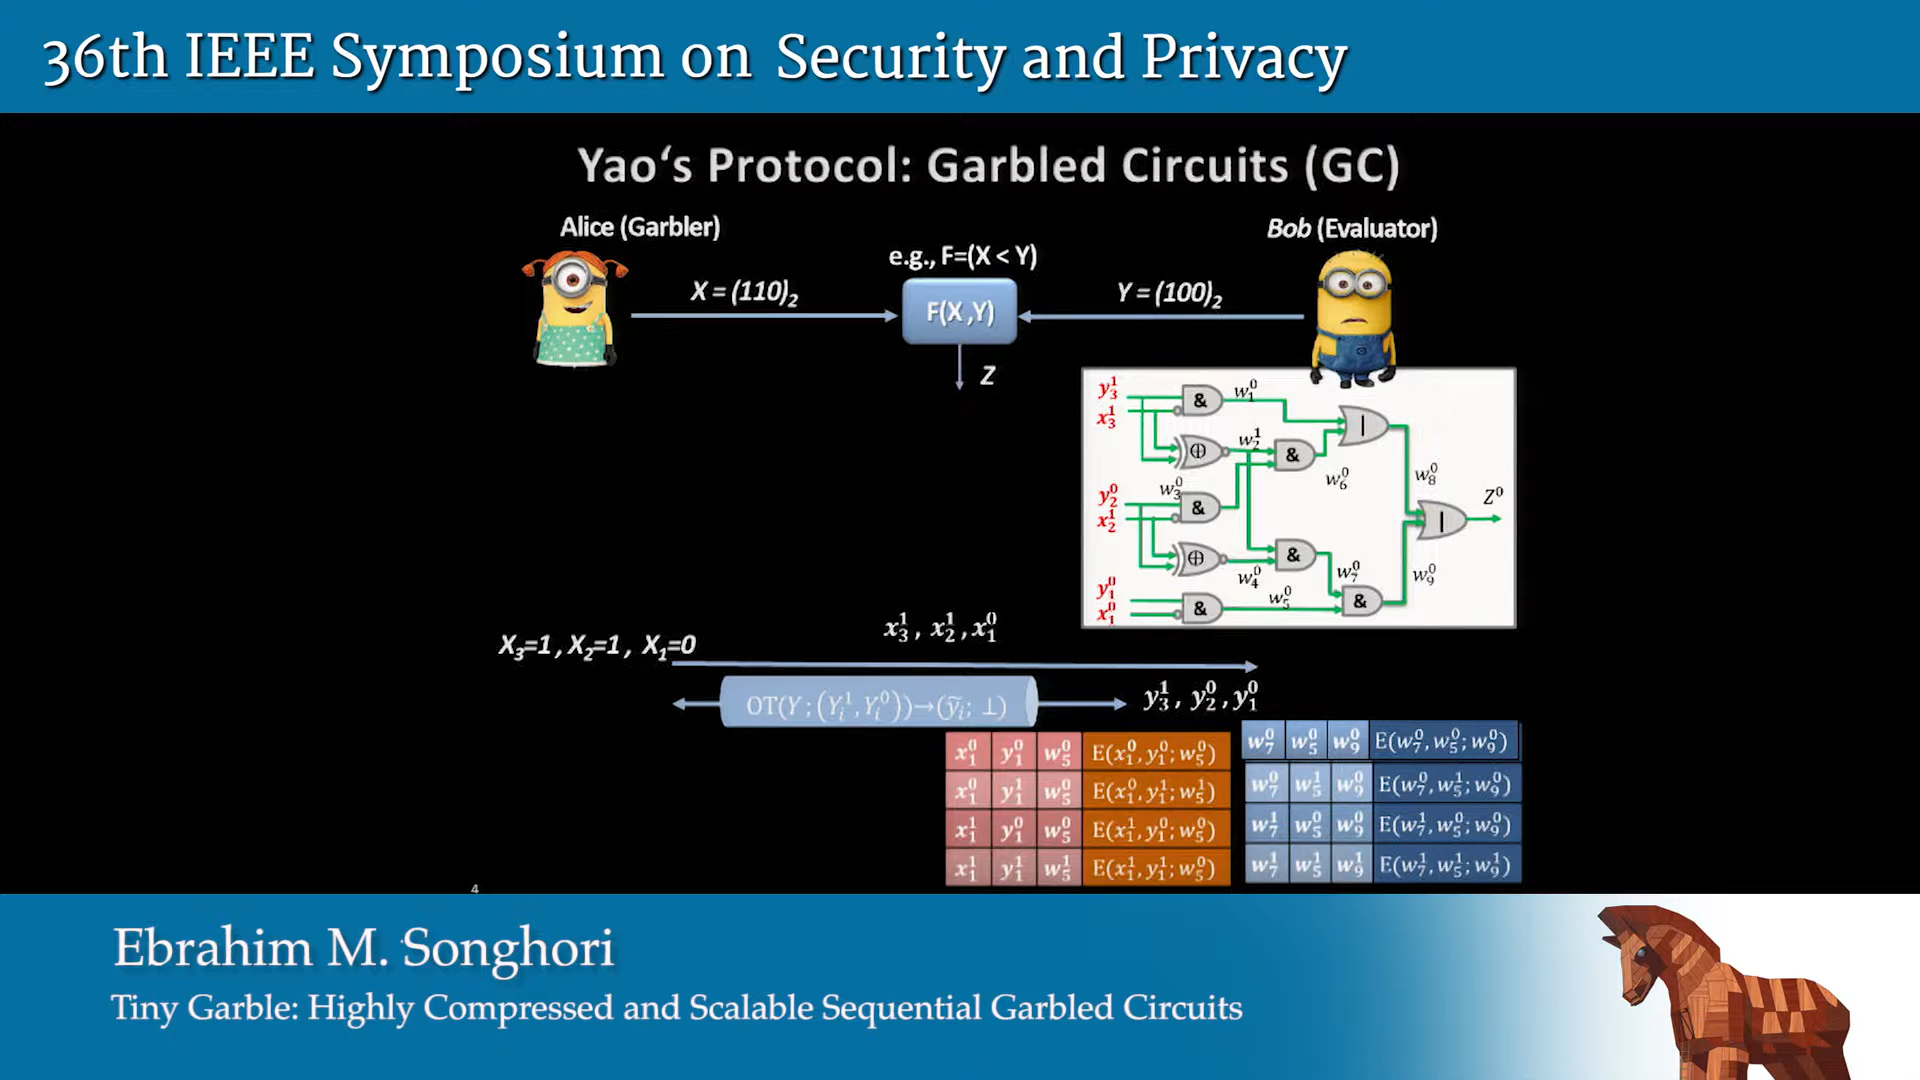 36th IEEE Symposium on Security and Privacy
Yao‘s Protocol: Garbled Circuits (GC)
Alice (Garbler)
Bob (Evaluator)
e.g., F=(X < Y)
X = (110)₂
F(X ,Y)
Y = (100)₂
Z
y₃¹
x₃¹
&
w₁⁰
|
⊕
w₂¹
&
w₆⁰
w₈⁰
y₂⁰
x₂¹
w₃⁰
&
|
Z⁰
⊕
w₄⁰
&
w₇⁰
w₉⁰
y₁⁰
x₁⁰
&
w₅⁰
&
X₃=1 , X₂=1 , X₁=0
x₃¹ , x₂¹ , x₁⁰
OT(Y ; (Yᵢ¹, Yᵢ⁰))→(ỹᵢ; ⊥)
y₃¹ , y₂⁰ , y₁⁰
x₁⁰ y₁⁰ w₅⁰ E(x₁⁰, y₁⁰; w₅⁰)
x₁⁰ y₁¹ w₅⁰ E(x₁⁰, y₁¹; w₅¹)
x₁¹ y₁⁰ w₅⁰ E(x₁¹, y₁⁰; w₅⁰)
x₁¹ y₁¹ w₅¹ E(x₁¹, y₁¹; w₅⁰)
w₇⁰ w₅⁰ w₉⁰ E(w₇⁰, w₅⁰; w₉⁰)
w₇⁰ w₅¹ w₉⁰ E(w₇⁰, w₅¹; w₉⁰)
w₇¹ w₅⁰ w₉⁰ E(w₇¹, w₅⁰; w₉⁰)
w₇¹ w₅¹ w₉¹ E(w₇¹, w₅¹; w₉¹)
4
Ebrahim M. Songhori
Tiny Garble: Highly Compressed and Scalable Sequential Garbled Circuits